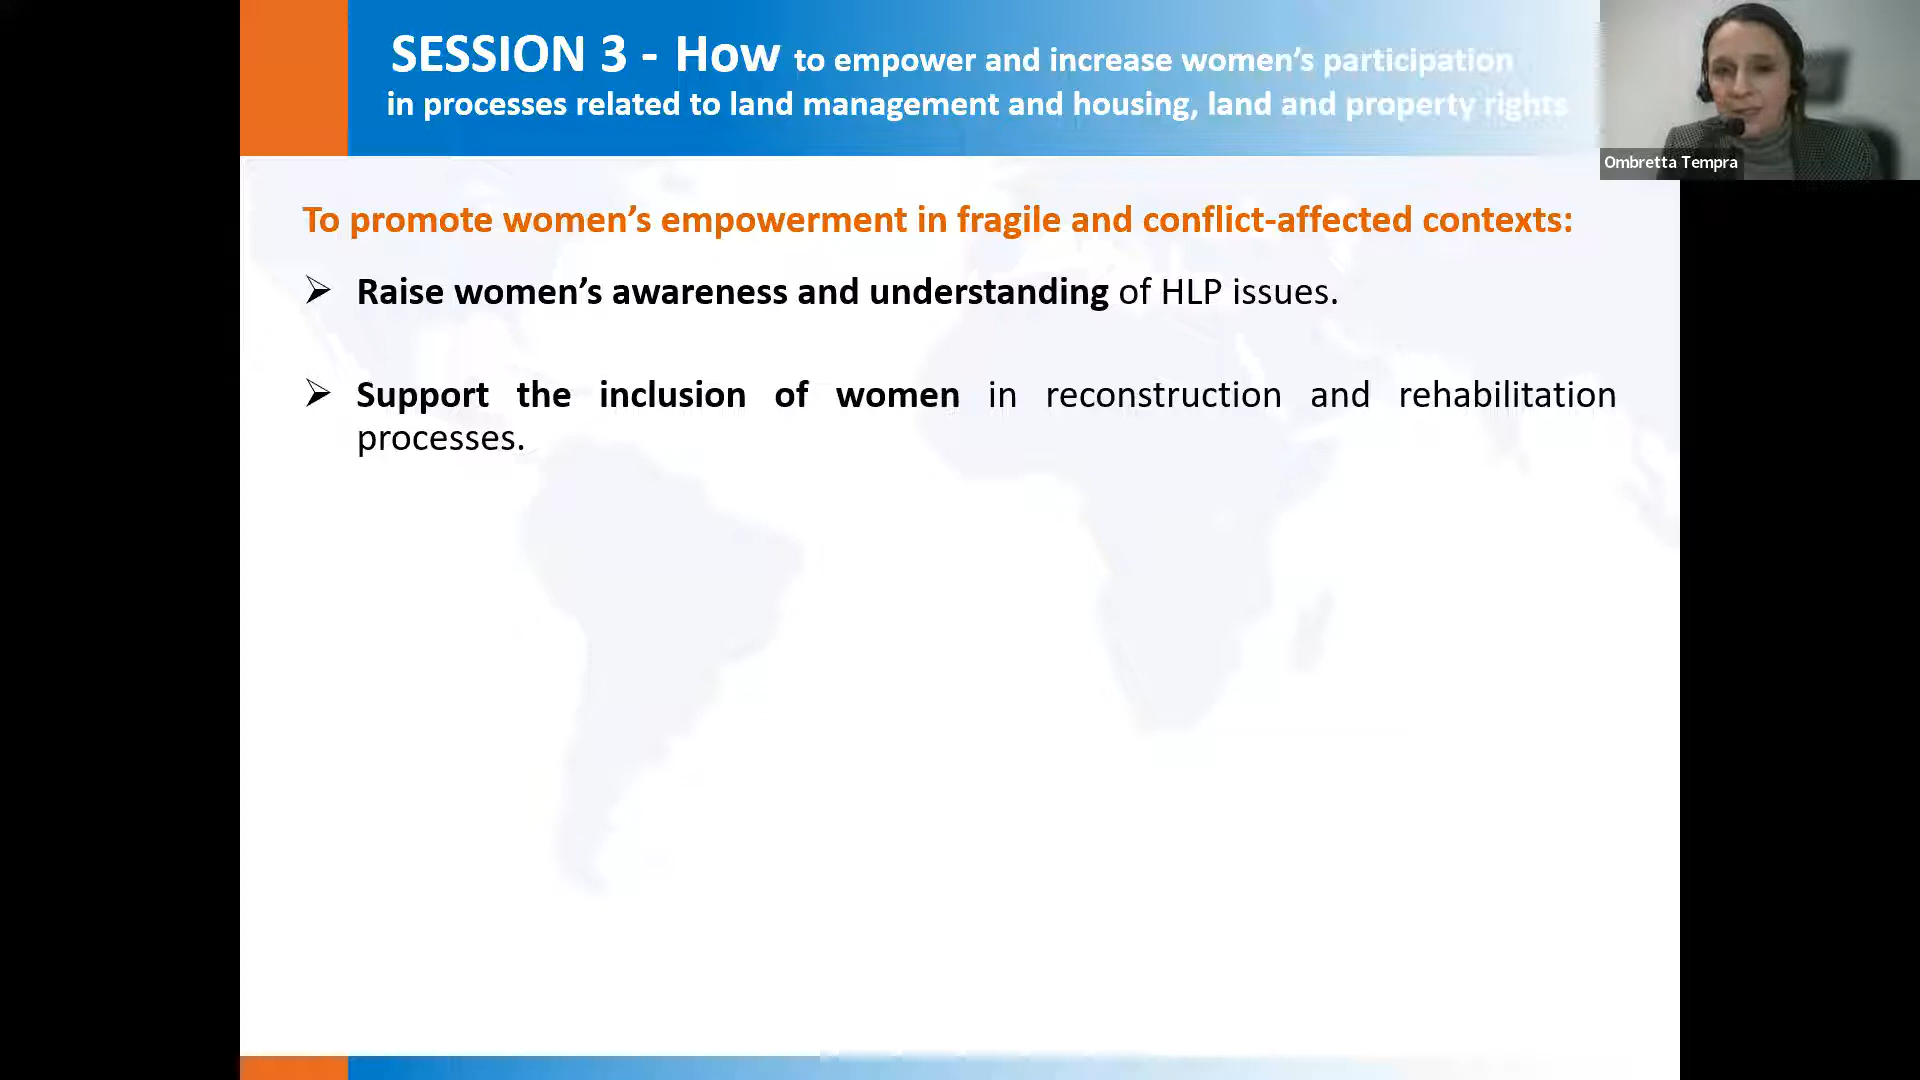 SESSION 3 - How to empower and increase women’s participation
in processes related to land management and housing, land and property rights
Ombretta Tempra
To promote women’s empowerment in fragile and conflict-affected contexts:
➢ Raise women’s awareness and understanding of HLP issues.
➢ Support the inclusion of women in reconstruction and rehabilitation
processes.